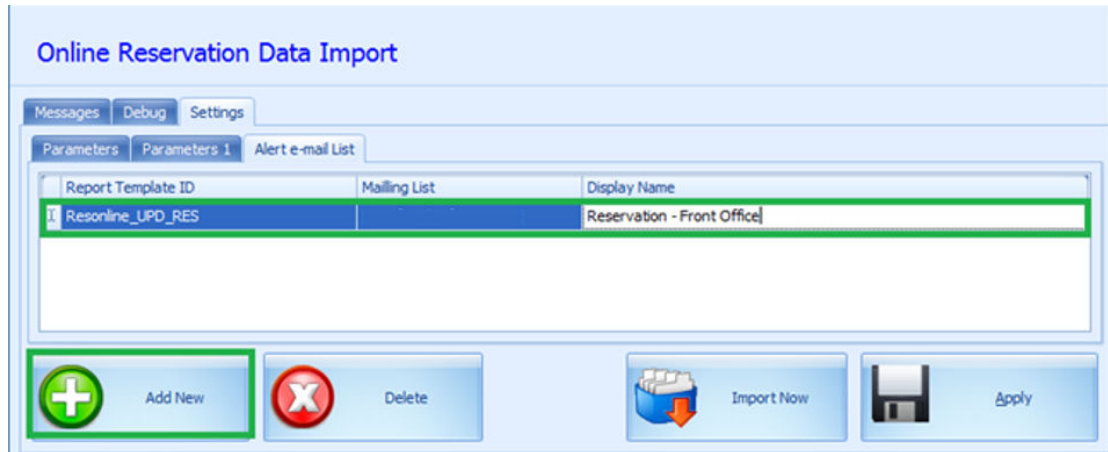 Online Reservation Data Import
Messages Debug Settings
Parameters Parameters 1 Alert e-mail List
Report Template ID Mailing List Display Name
Resonline_UPD_RES Reservation - Front Office
Add New Delete Import Now Apply